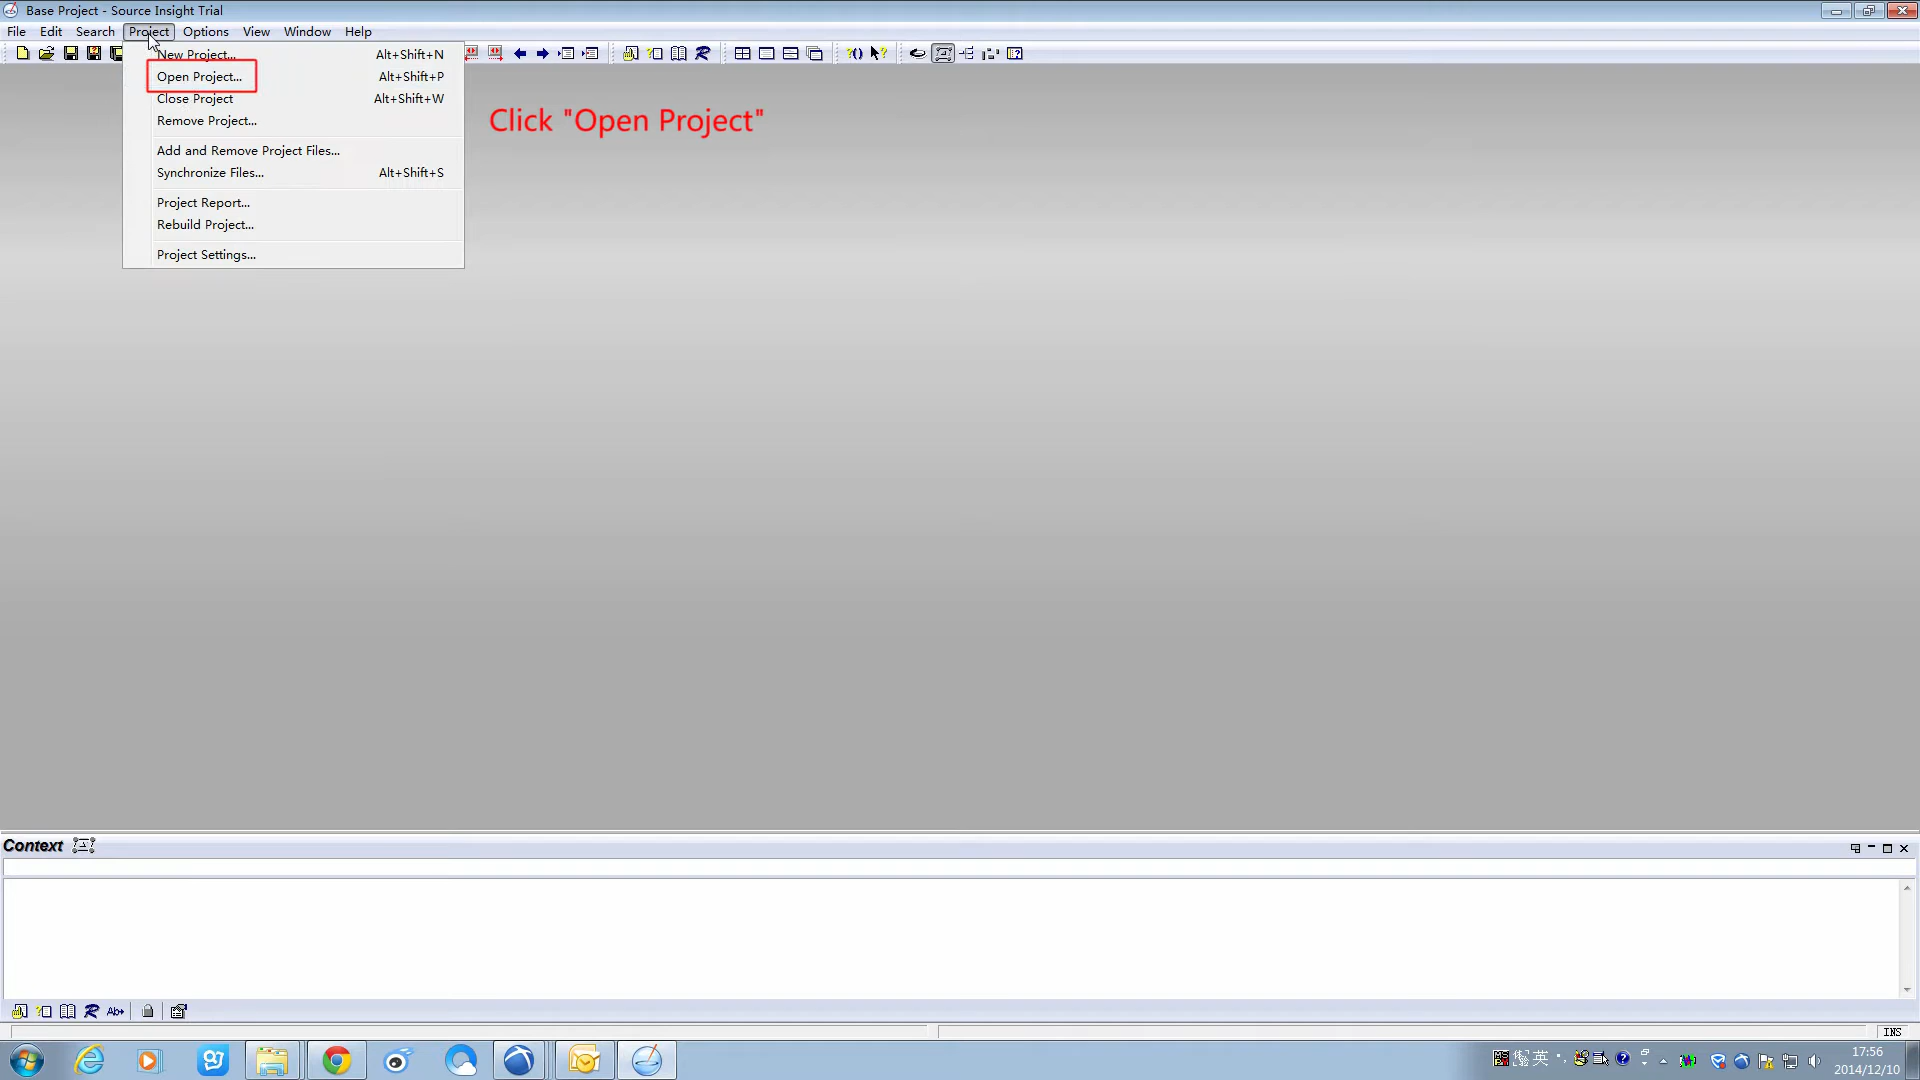 Base Project - Source Insight Trial
File Edit Search Project Options View Window Help
New Project... Alt+Shift+N
Open Project... Alt+Shift+P
Close Project Alt+Shift+W
Remove Project...
Add and Remove Project Files...
Synchronize Files... Alt+Shift+S
Project Report...
Rebuild Project...
Project Settings...
Click "Open Project"
Context
INS
英
17:56
2014/12/10